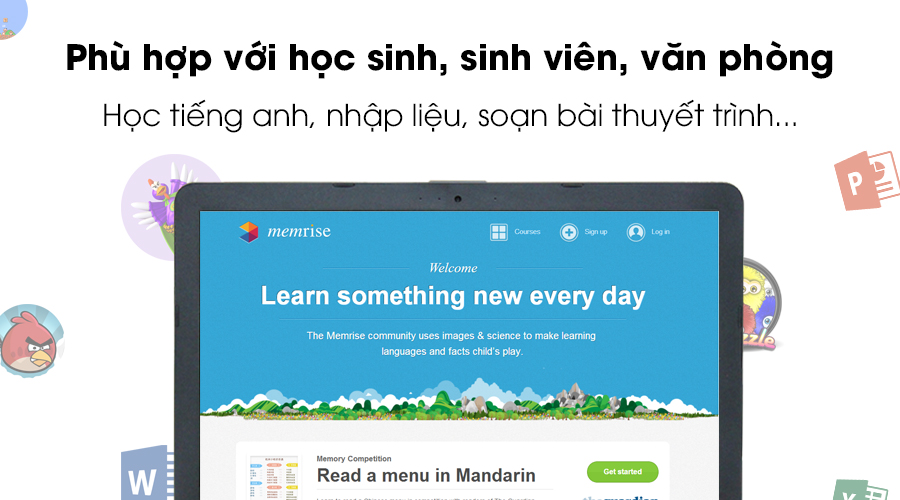 Phù hợp với học sinh, sinh viên, văn phòng
Học tiếng anh, nhập liệu, soạn bài thuyết trình...
P
memrise
Courses
Sign up
Log in
Welcome
Learn something new every day
The Memrise community uses images & science to make learning
languages and facts child's play.
Memory Competition
Read a menu in Mandarin
Get started
W
X